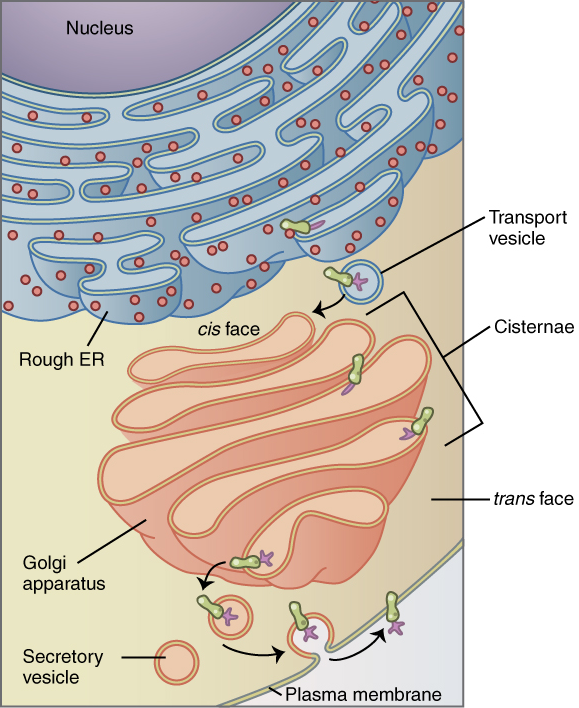 Nucleus
Transport
vesicle
cis face
Cisternae
Rough ER
trans face
Golgi
apparatus
Secretory
vesicle
Plasma membrane